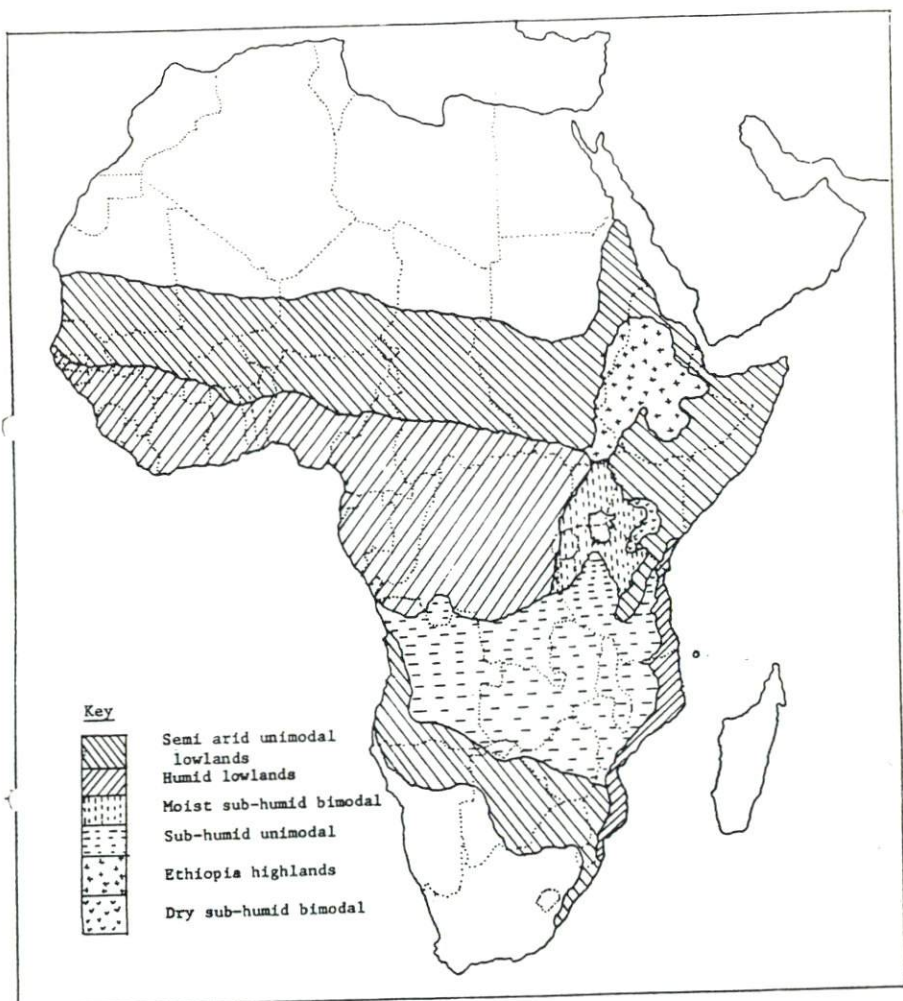 Key
Semi arid unimodal
lowlands
Humid lowlands
Moist sub-humid bimodal
Sub-humid unimodal
Ethiopia highlands
Dry sub-humid bimodal